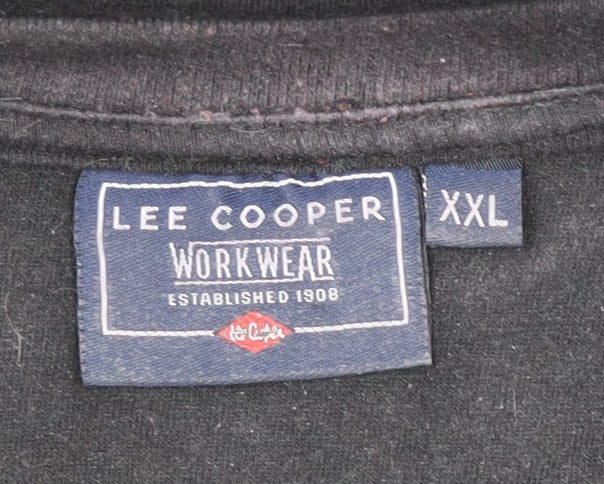 LEE COOPER
XXL
WORKWEAR
ESTABLISHED 1908
Lee Cooper